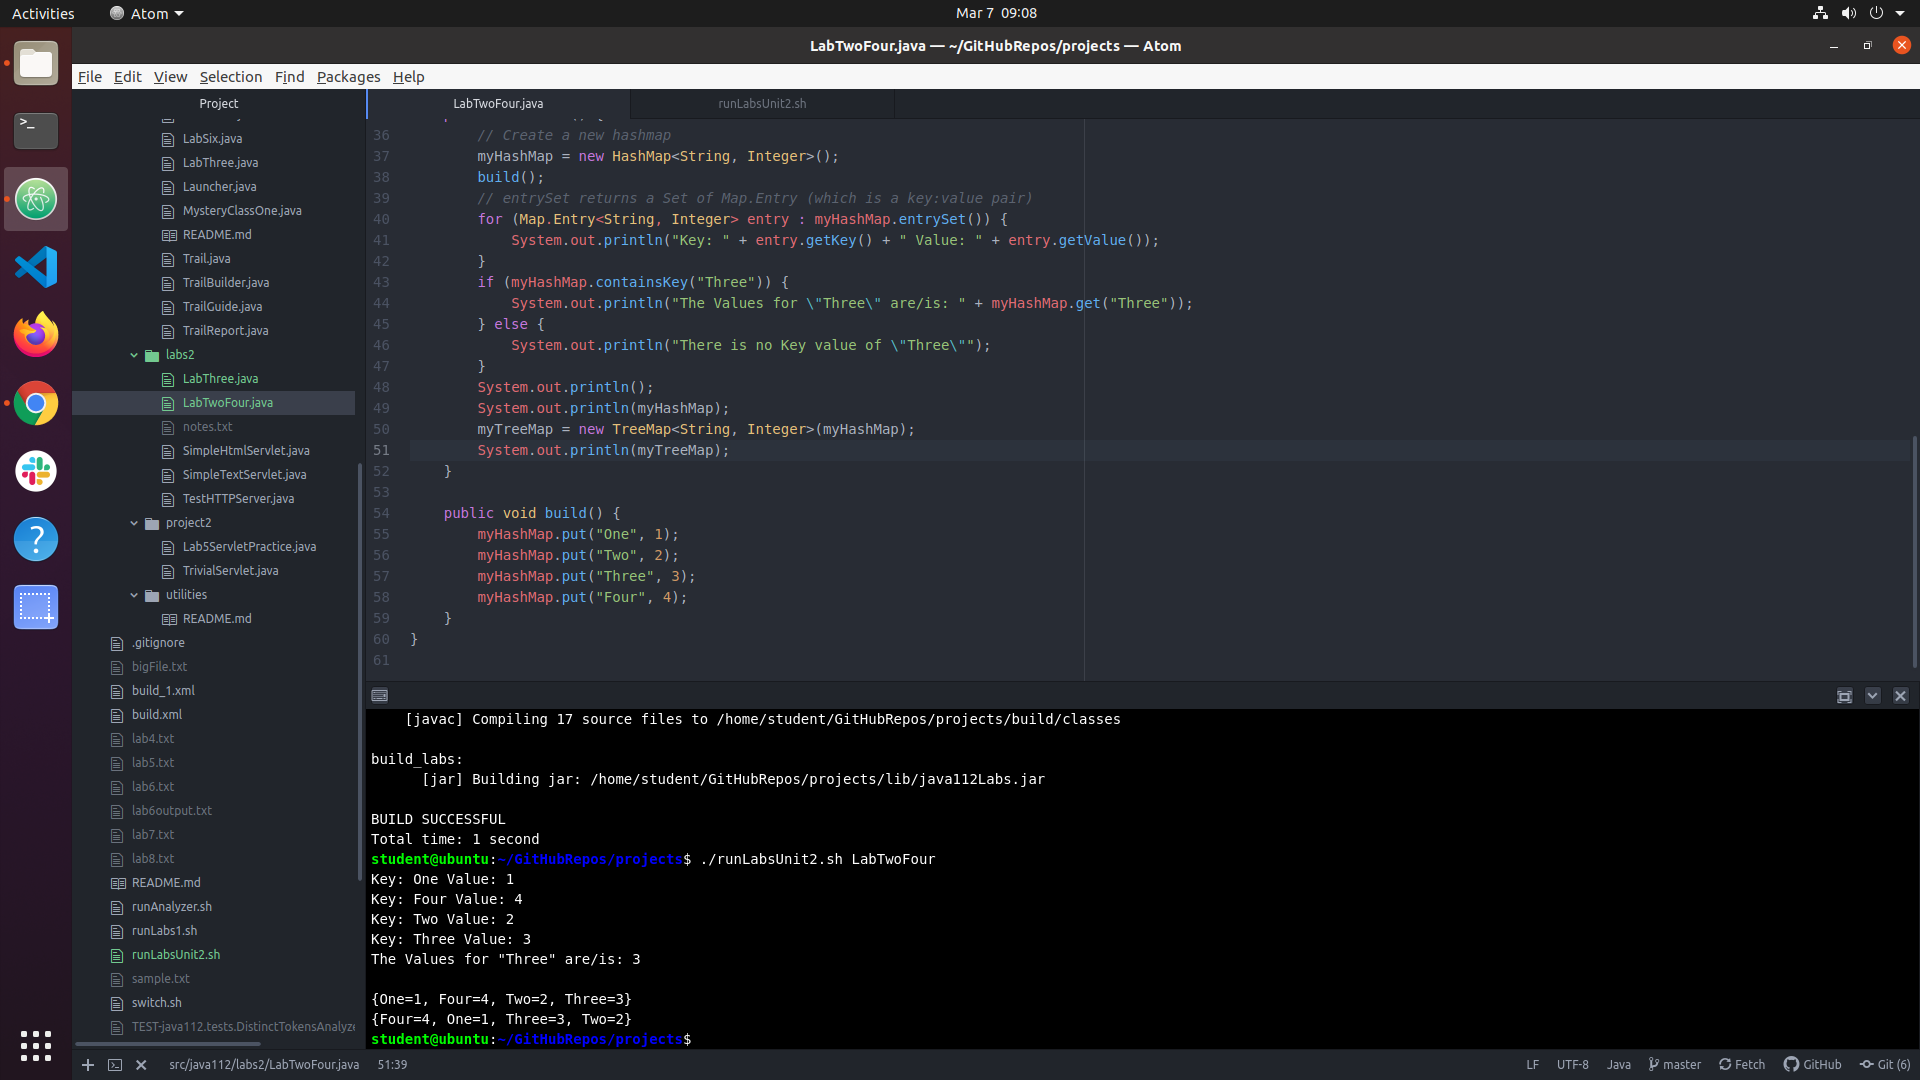 Activities
Atom
Mar 7 09:08
LabTwoFour.java — ~/GitHubRepos/projects — Atom
File Edit View Selection Find Packages Help
Project
LabSix.java
LabThree.java
Launcher.java
MysteryClassOne.java
README.md
Trail.java
TrailBuilder.java
TrailGuide.java
TrailReport.java
labs2
LabThree.java
LabTwoFour.java
notes.txt
SimpleHtmlServlet.java
SimpleTextServlet.java
TestHTTPServer.java
project2
Lab5ServletPractice.java
TrivialServlet.java
utilities
README.md
.gitignore
bigFile.txt
build_1.xml
build.xml
lab4.txt
lab5.txt
lab6.txt
lab6output.txt
lab7.txt
lab8.txt
README.md
runAnalyzer.sh
runLabs1.sh
runLabsUnit2.sh
sample.txt
switch.sh
TEST-java112.tests.DistinctTokensAnalyze
LabTwoFour.java
runLabsUnit2.sh
36 // Create a new hashmap
37 myHashMap = new HashMap<String, Integer>();
38 build();
39 // entrySet returns a Set of Map.Entry (which is a key:value pair)
40 for (Map.Entry<String, Integer> entry : myHashMap.entrySet()) {
41 System.out.println("Key: " + entry.getKey() + " Value: " + entry.getValue());
42 }
43 if (myHashMap.containsKey("Three")) {
44 System.out.println("The Values for \"Three\" are/is: " + myHashMap.get("Three"));
45 } else {
46 System.out.println("There is no Key value of \"Three\"");
47 }
48 System.out.println();
49 System.out.println(myHashMap);
50 myTreeMap = new TreeMap<String, Integer>(myHashMap);
51 System.out.println(myTreeMap);
52 }
53
54 public void build() {
55 myHashMap.put("One", 1);
56 myHashMap.put("Two", 2);
57 myHashMap.put("Three", 3);
58 myHashMap.put("Four", 4);
59 }
60 }
61
[javac] Compiling 17 source files to /home/student/GitHubRepos/projects/build/classes
build_labs:
[jar] Building jar: /home/student/GitHubRepos/projects/lib/java112Labs.jar
BUILD SUCCESSFUL
Total time: 1 second
student@ubuntu:~/GitHubRepos/projects$ ./runLabsUnit2.sh LabTwoFour
Key: One Value: 1
Key: Four Value: 4
Key: Two Value: 2
Key: Three Value: 3
The Values for "Three" are/is: 3
{One=1, Four=4, Two=2, Three=3}
{Four=4, One=1, Three=3, Two=2}
student@ubuntu:~/GitHubRepos/projects$
src/java112/labs2/LabTwoFour.java 51:39
LF UTF-8 Java master Fetch GitHub Git (6)